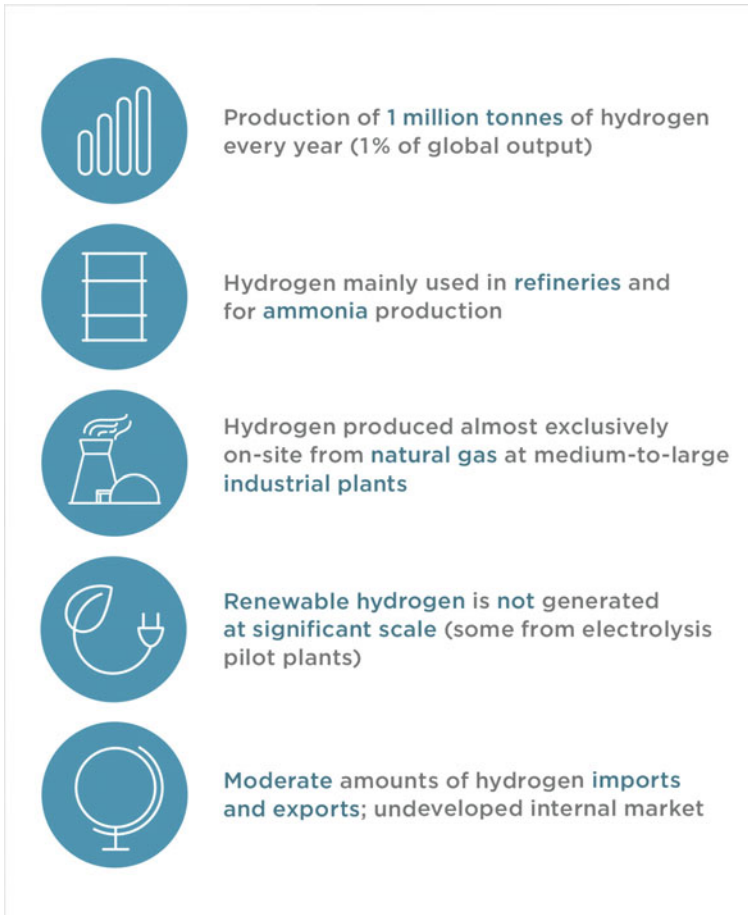 Production of 1 million tonnes of hydrogen
every year (1% of global output)
Hydrogen mainly used in refineries and
for ammonia production
Hydrogen produced almost exclusively
on-site from natural gas at medium-to-large
industrial plants
Renewable hydrogen is not generated
at significant scale (some from electrolysis
pilot plants)
Moderate amounts of hydrogen imports
and exports; undeveloped internal market